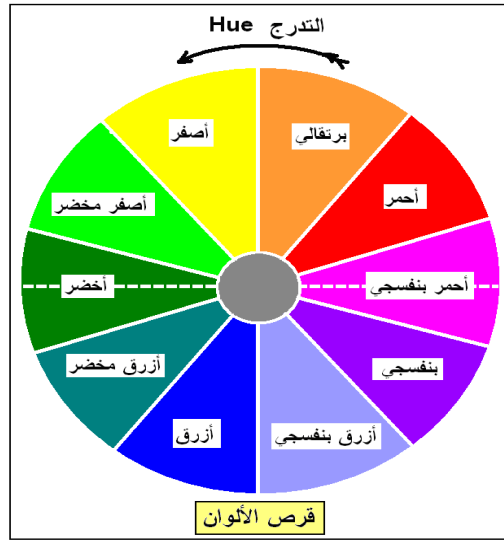 التدرج Hue
برتقالي
أصفر
أحمر
أصفر مخضر
أحمر بنفسجي
أخضر
بنفسجي
أزرق مخضر
أزرق بنفسجي
أزرق
قرص الألوان